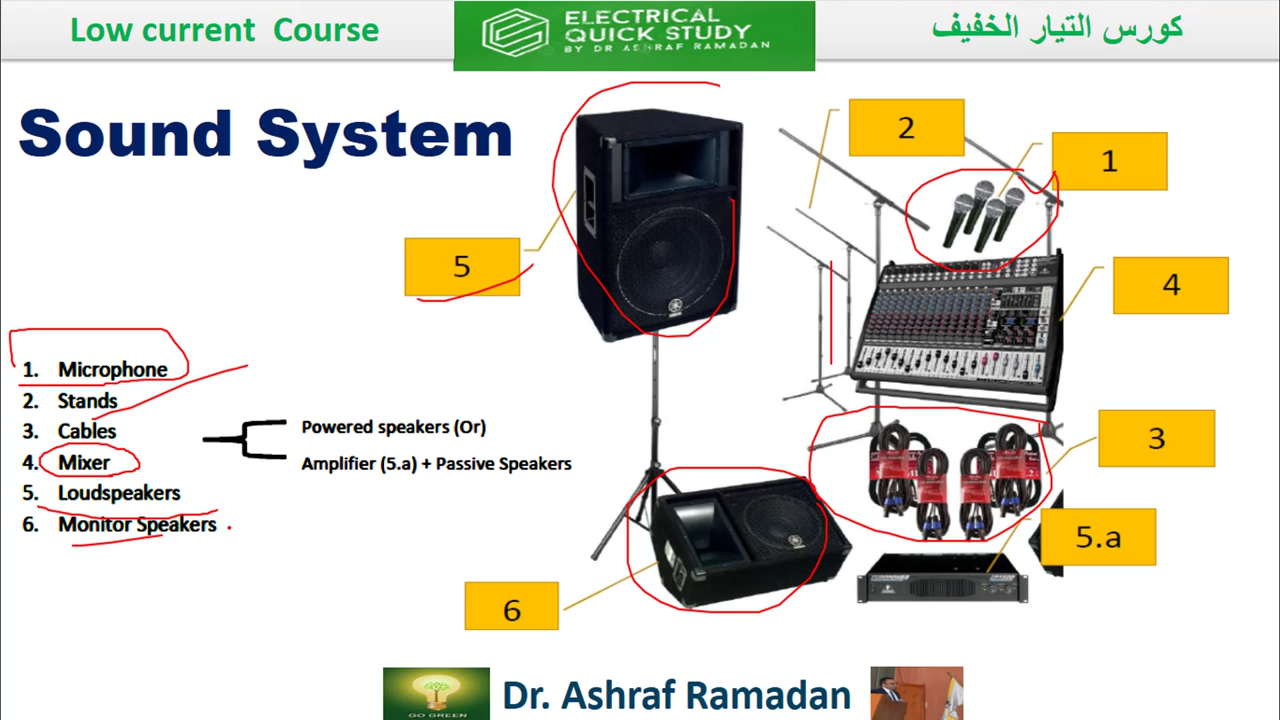 Low current Course
ELECTRICAL
QUICK STUDY
BY DR ASHRAF RAMADAN
كورس التيار الخفيف
Sound System
2
1
5
4
1. Microphone
2. Stands
3. Cables
4. Mixer
5. Loudspeakers
6. Monitor Speakers
Powered speakers (Or)
Amplifier (5.a) + Passive Speakers
3
5.a
6
GO GREEN
Dr. Ashraf Ramadan